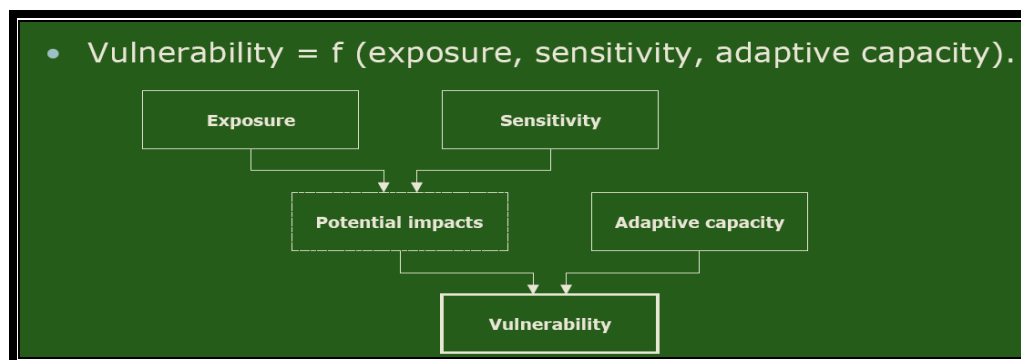 • Vulnerability = f (exposure, sensitivity, adaptive capacity).
Exposure
Sensitivity
Potential impacts
Adaptive capacity
Vulnerability